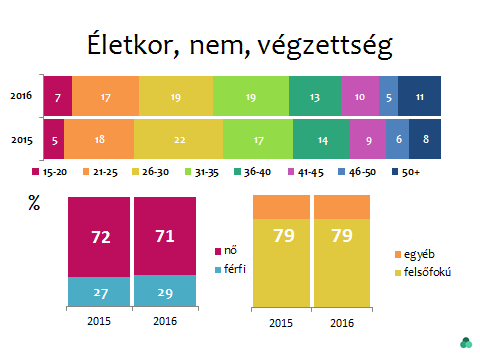 Életkor, nem, végzettség
2016 7 17 19 19 13 10 5 11
2015 5 18 22 17 14 9 6 8
15-20 21-25 26-30 31-35 36-40 41-45 46-50 50+
%
72 71
27 29
2015 2016
nő
férfi
79 79
2015 2016
egyéb
felsőfokú